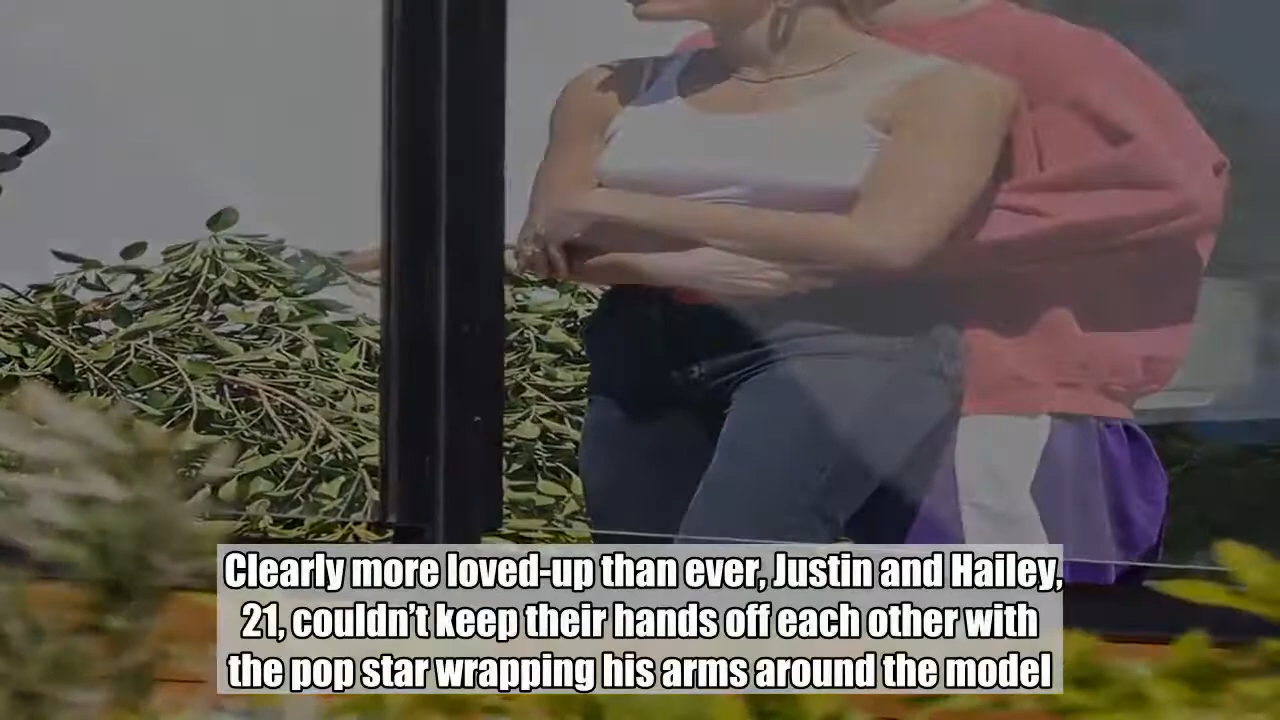 Clearly more loved-up than ever, Justin and Hailey,
21, couldn’t keep their hands off each other with
the pop star wrapping his arms around the model